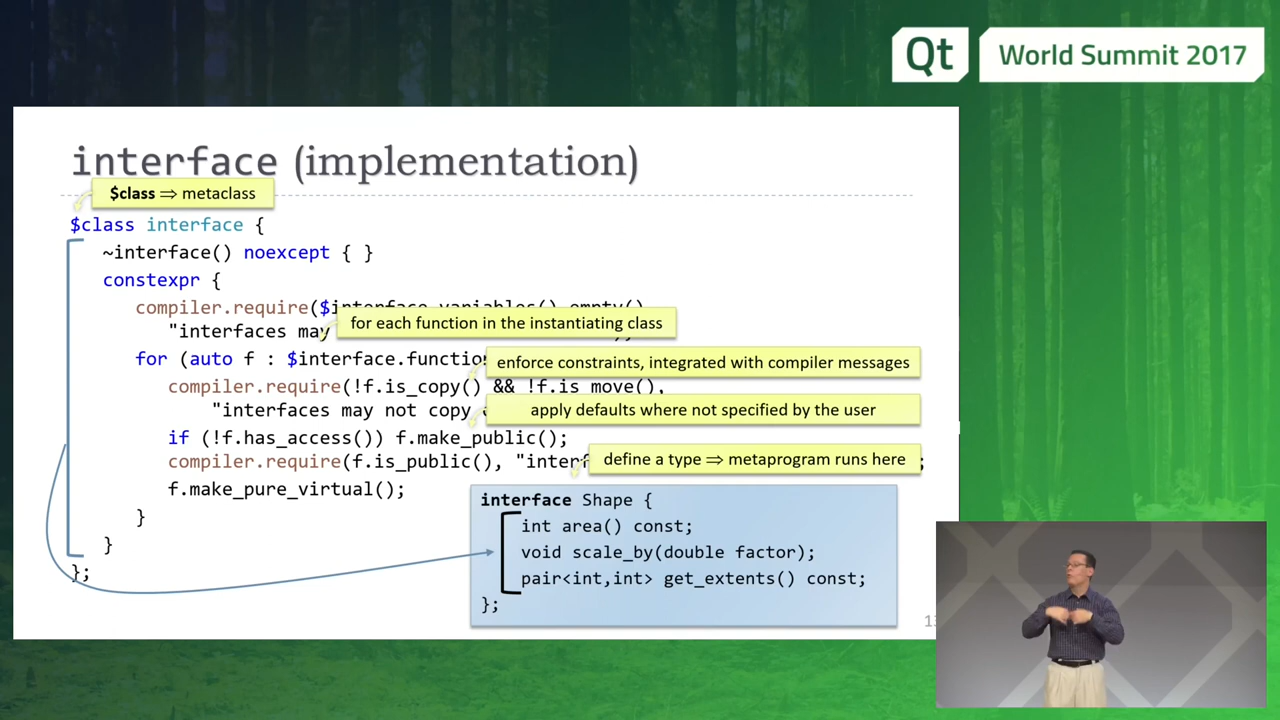 Qt World Summit 2017
interface (implementation)
$class ⇒ metaclass
$class interface {
~interface() noexcept { }
constexpr {
compiler.require(
"interfaces may
for each function in the instantiating class
for (auto f :
enforce constraints, integrated with compiler messages
compiler.require(!f.is_copy() && !f.is_move(),
"interfaces may not copy
apply defaults where not specified by the user
if (!f.has_access()) f.make_public();
compiler.require(f.is_public(),
define a type ⇒ metaprogram runs here
f.make_pure_virtual();
}
}
};
interface Shape {
int area() const;
void scale_by(double factor);
pair<int,int> get_extents() const;
};